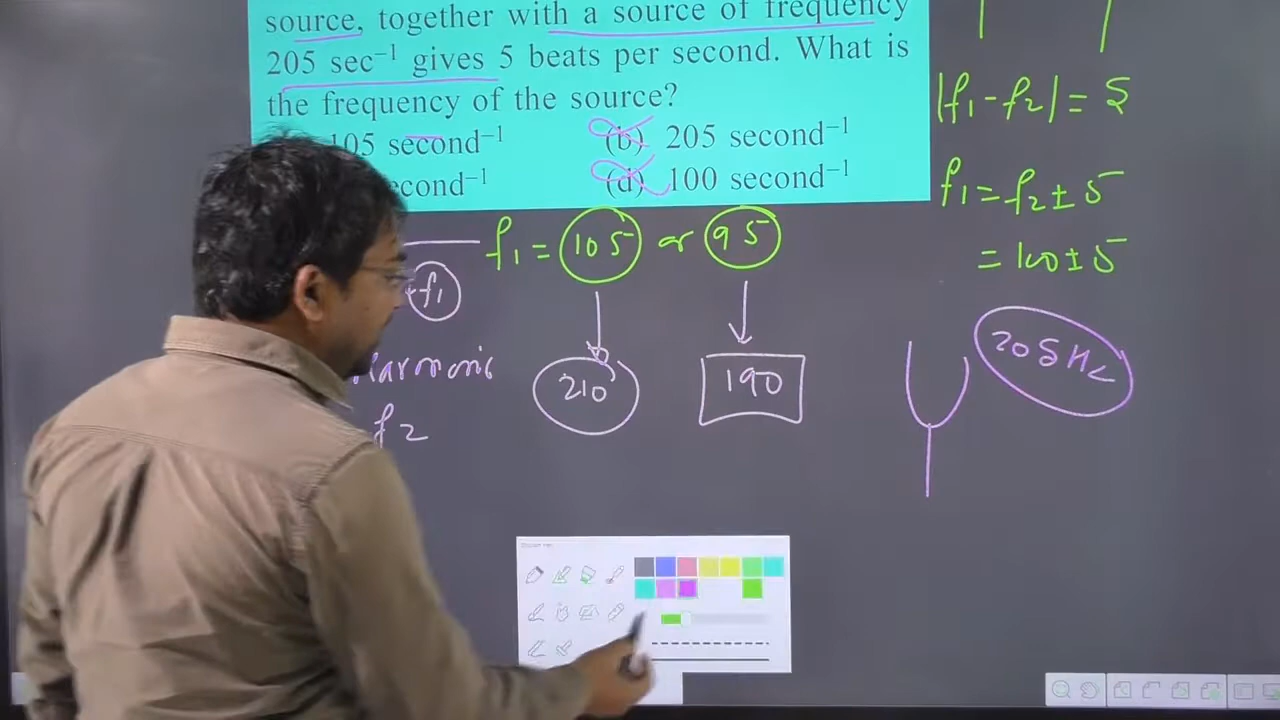 source, together with a source of frequency
205 sec⁻¹ gives 5 beats per second. What is
the frequency of the source?
105 second⁻¹ (b) 205 second⁻¹
econd⁻¹ (d) 100 second⁻¹
|f₁-f₂| = 5
f₁ = f₂ ± 5
= 100 ± 5
f₁ = 105 or 95
f₁
Harmonic
f2
210
190
205 Hz